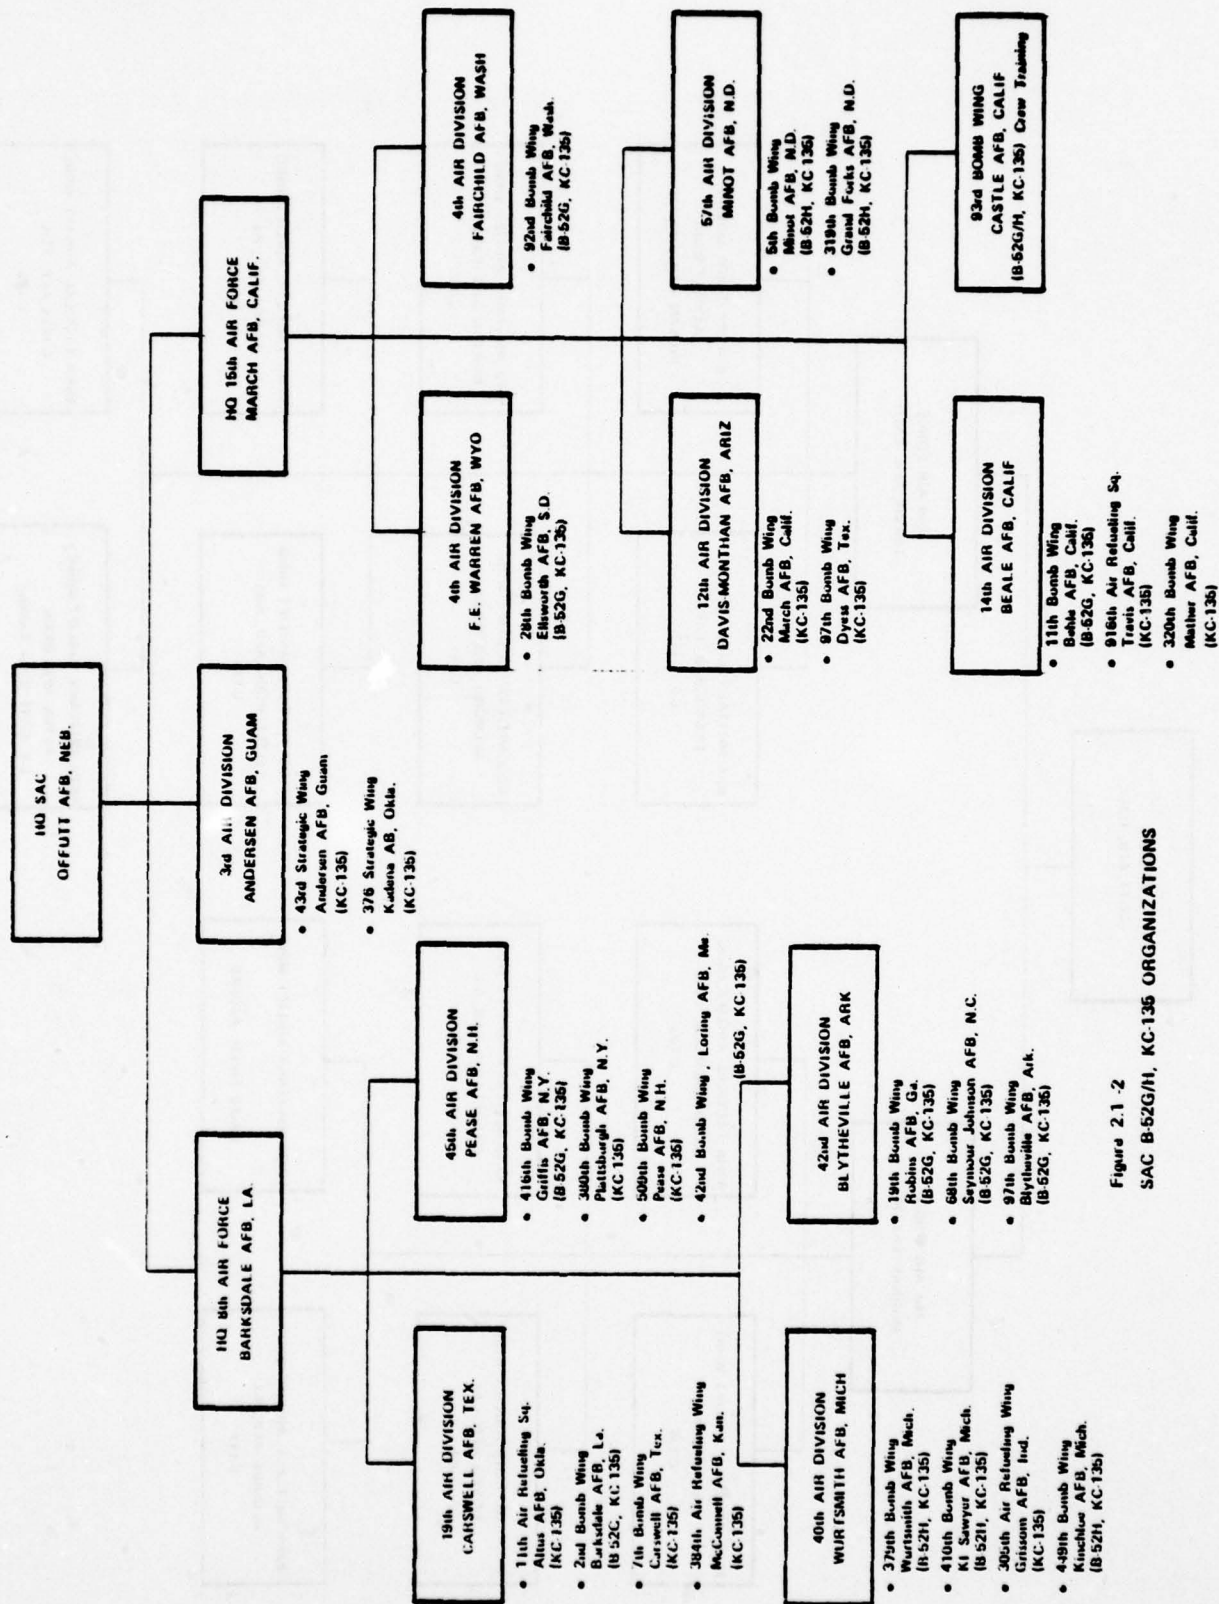 HQ SAC
OFFUTT AFB, NEB.
HQ 8th AIR FORCE
BARKSDALE AFB, LA.
3rd AIR DIVISION
ANDERSEN AFB, GUAM
• 43rd Strategic Wing
Andersen AFB, Guam
(KC-135)
• 376 Strategic Wing
Kadena AB, Okla.
(KC-135)
HQ 15th AIR FORCE
MARCH AFB, CALIF.
19th AIR DIVISION
CARSWELL AFB, TEX.
• 11th Air Refueling Sq.
Altus AFB, Okla.
(KC-135)
• 2nd Bomb Wing
Barksdale AFB, La.
(B-52G, KC-135)
• 7th Bomb Wing
Carswell AFB, Tex.
(KC-135)
• 384th Air Refueling Wing
McConnell AFB, Kan.
(KC-135)
45th AIR DIVISION
PEASE AFB, N.H.
• 416th Bomb Wing
Griffis AFB, N.Y.
(B-52G, KC-135)
• 380th Bomb Wing
Plattsburgh AFB, N.Y.
(KC-135)
• 509th Bomb Wing
Pease AFB, N.H.
(KC-135)
• 42nd Bomb Wing, Loring AFB, Me.
(B-52G, KC-135)
4th AIR DIVISION
F.E. WARREN AFB, WYO
• 28th Bomb Wing
Ellsworth AFB, S.D.
(B-52G, KC-135)
4th AIR DIVISION
FAIRCHILD AFB, WASH
• 92nd Bomb Wing
Fairchild AFB, Wash.
(B-52G, KC-135)
40th AIR DIVISION
WURTSMITH AFB, MICH
• 379th Bomb Wing
Wurtsmith AFB, Mich.
(B-52H, KC-135)
• 410th Bomb Wing
KI Sawyer AFB, Mich.
(B-52H, KC-135)
• 305th Air Refueling Wing
Grissom AFB, Ind.
(KC-135)
• 449th Bomb Wing
Kinchloe AFB, Mich.
(B-52H, KC-135)
42nd AIR DIVISION
BLYTHEVILLE AFB, ARK
• 19th Bomb Wing
Robins AFB, Ga.
(B-52G, KC-135)
• 68th Bomb Wing
Seymour Johnson AFB, N.C.
(B-52G, KC-135)
• 97th Bomb Wing
Blytheville AFB, Ark.
(B-52G, KC-135)
12th AIR DIVISION
DAVIS-MONTHAN AFB, ARIZ
• 22nd Bomb Wing
March AFB, Calif.
(KC-135)
• 97th Bomb Wing
Dyess AFB, Tex.
(KC-135)
57th AIR DIVISION
MINOT AFB, N.D.
• 5th Bomb Wing
Minot AFB, N.D.
(B-52H, KC-135)
• 319th Bomb Wing
Grand Forks AFB, N.D.
(B-52H, KC-135)
14th AIR DIVISION
BEALE AFB, CALIF
• 11th Bomb Wing
Behle AFB, Calif.
(B-52G, KC-135)
• 916th Air Refueling Sq.
Travis AFB, Calif.
(KC-135)
• 320th Bomb Wing
Mather AFB, Calif.
(KC-135)
93rd BOMB WING
CASTLE AFB, CALIF
(B-52G/H, KC-135) Crew Training
Figure 2.1-2
SAC B-52G/H, KC-135 ORGANIZATIONS